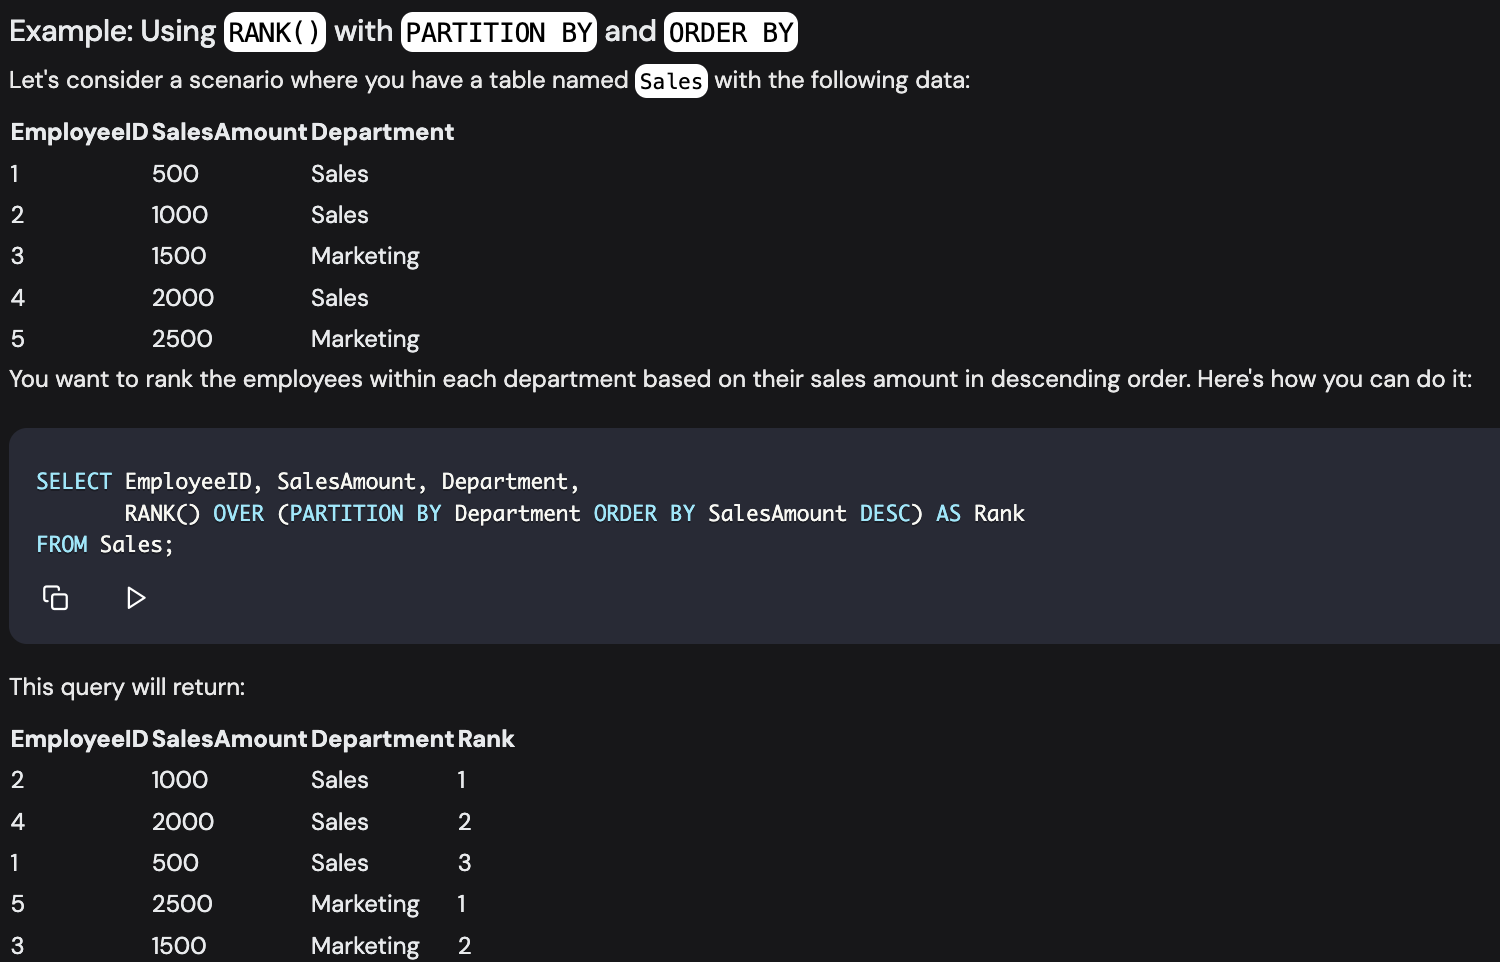 Example: Using RANK() with PARTITION BY and ORDER BY
Let's consider a scenario where you have a table named Sales with the following data:
EmployeeID SalesAmount Department
1 500 Sales
2 1000 Sales
3 1500 Marketing
4 2000 Sales
5 2500 Marketing
You want to rank the employees within each department based on their sales amount in descending order. Here's how you can do it:
SELECT EmployeeID, SalesAmount, Department,
       RANK() OVER (PARTITION BY Department ORDER BY SalesAmount DESC) AS Rank
FROM Sales;
This query will return:
EmployeeID SalesAmount Department Rank
2 1000 Sales 1
4 2000 Sales 2
1 500 Sales 3
5 2500 Marketing 1
3 1500 Marketing 2